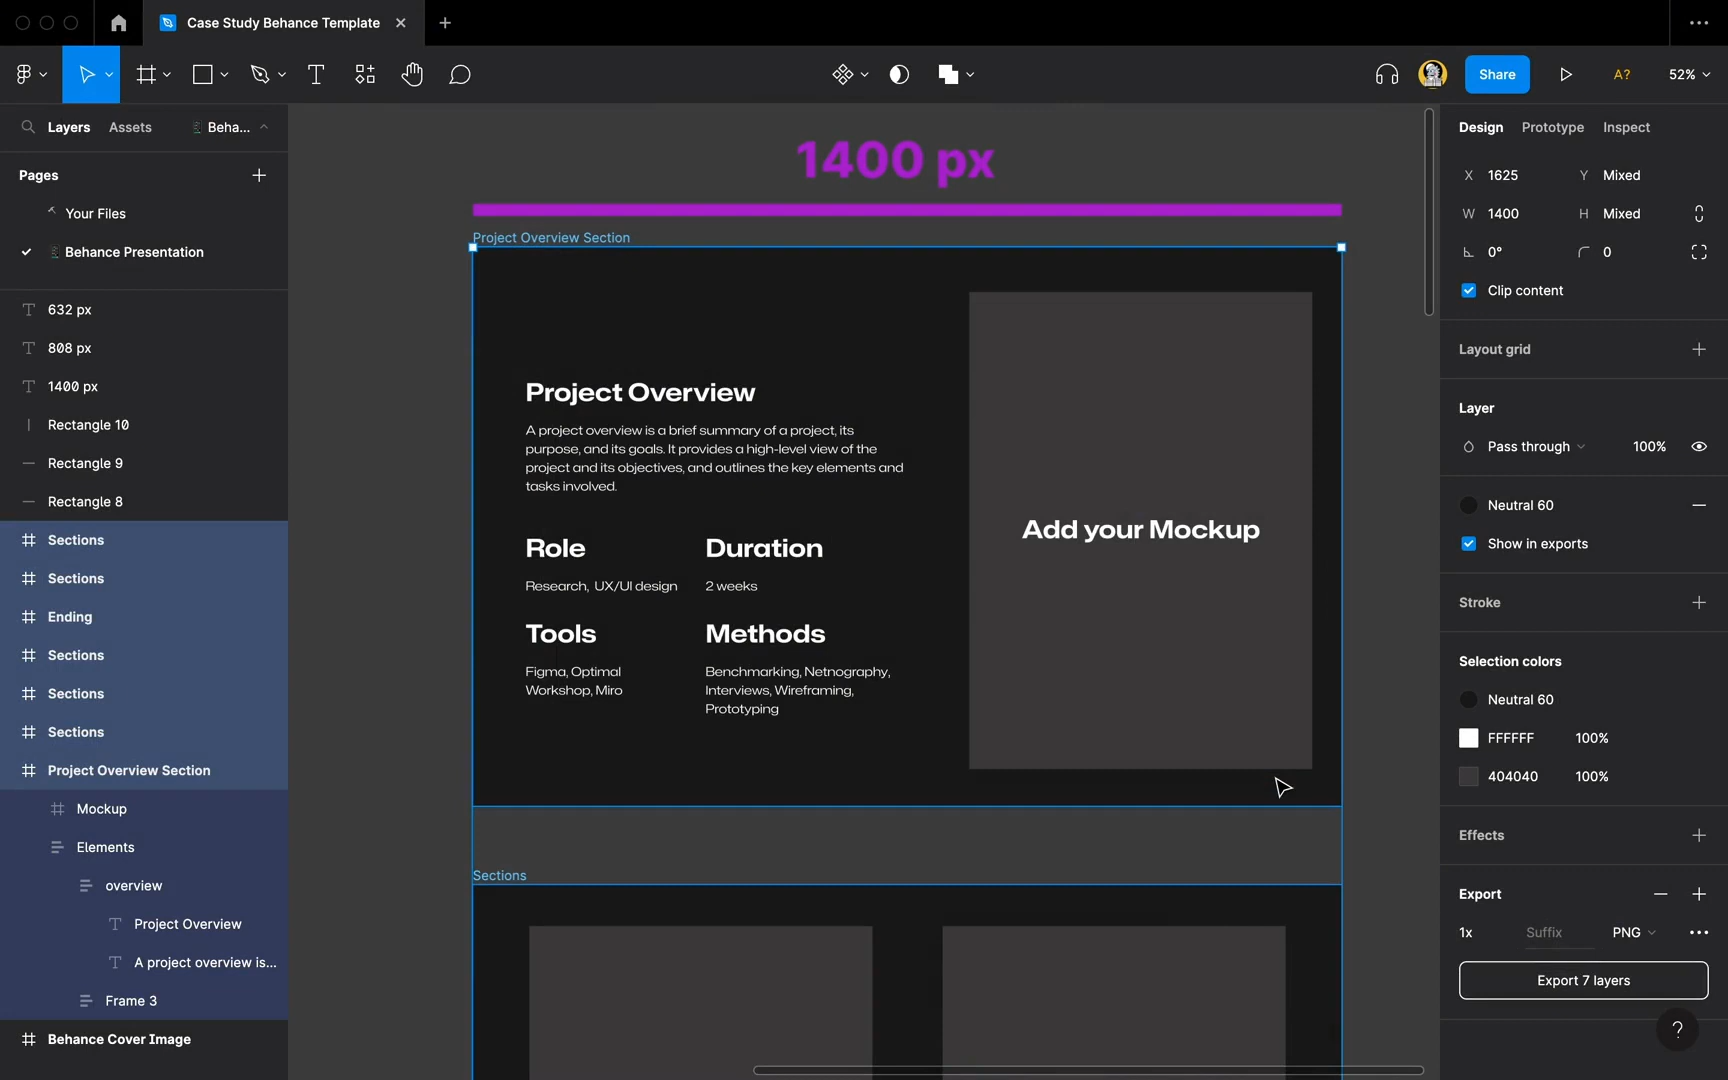 Case Study Behance Template
Share
A?
52%
Layers
Assets
Beha...
Pages
Your Files
Behance Presentation
632 px
808 px
1400 px
Rectangle 10
Rectangle 9
Rectangle 8
Sections
Sections
Ending
Sections
Sections
Sections
Project Overview Section
Mockup
Elements
overview
Project Overview
A project overview is...
Frame 3
Behance Cover Image
1400 px
Project Overview Section
Project Overview
A project overview is a brief summary of a project, its
purpose, and its goals. It provides a high-level view of the
project and its objectives, and outlines the key elements and
tasks involved.
Role
Duration
Research, UX/UI design
2 weeks
Tools
Methods
Figma, Optimal
Workshop, Miro
Benchmarking, Netnography,
Interviews, Wireframing,
Prototyping
Add your Mockup
Sections
Design
Prototype
Inspect
X 1625
Y Mixed
W 1400
H Mixed
0°
0
Clip content
Layout grid
Layer
Pass through
100%
Neutral 60
Show in exports
Stroke
Selection colors
Neutral 60
FFFFFF 100%
404040 100%
Effects
Export
1x
Suffix
PNG
Export 7 layers
?